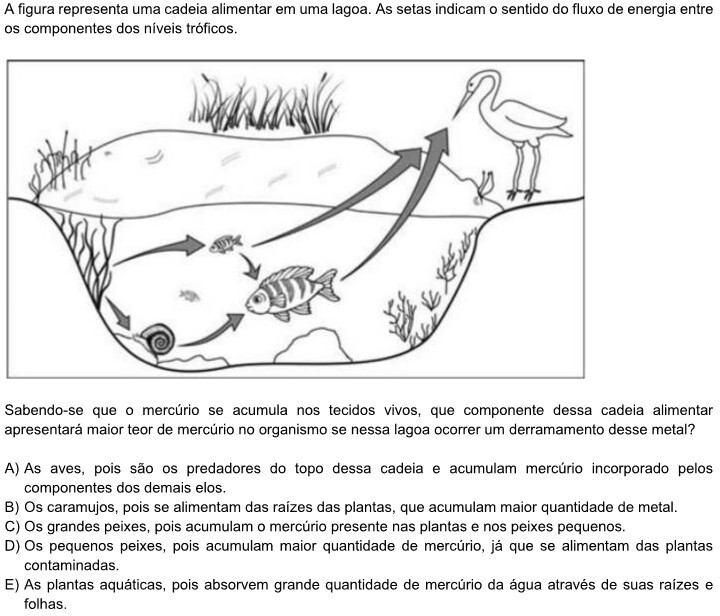 A figura representa uma cadeia alimentar em uma lagoa. As setas indicam o sentido do fluxo de energia entre
os componentes dos níveis tróficos.
Sabendo-se que o mercúrio se acumula nos tecidos vivos, que componente dessa cadeia alimentar
apresentará maior teor de mercúrio no organismo se nessa lagoa ocorrer um derramamento desse metal?
A) As aves, pois são os predadores do topo dessa cadeia e acumulam mercúrio incorporado pelos
componentes dos demais elos.
B) Os caramujos, pois se alimentam das raízes das plantas, que acumulam maior quantidade de metal.
C) Os grandes peixes, pois acumulam o mercúrio presente nas plantas e nos peixes pequenos.
D) Os pequenos peixes, pois acumulam maior quantidade de mercúrio, já que se alimentam das plantas
contaminadas.
E) As plantas aquáticas, pois absorvem grande quantidade de mercúrio da água através de suas raízes e
folhas.